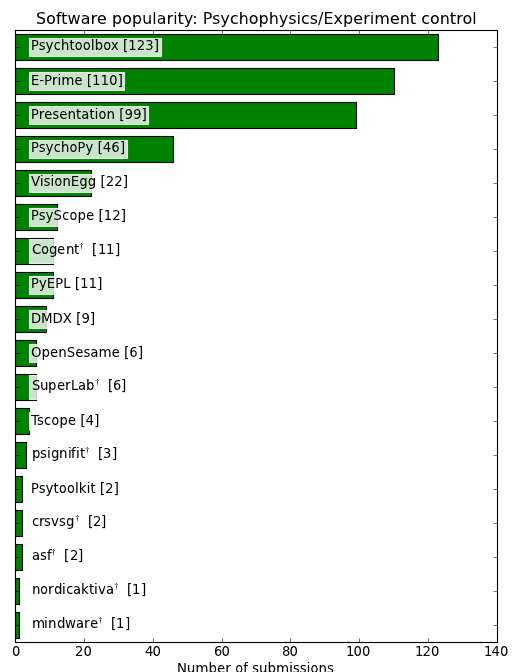 Software popularity: Psychophysics/Experiment control
Psychtoolbox [123]
E-Prime [110]
Presentation [99]
PsychoPy [46]
VisionEgg [22]
PsyScope [12]
Cogent† [11]
PyEPL [11]
DMDX [9]
OpenSesame [6]
SuperLab† [6]
Tscope [4]
psignifit† [3]
Psytoolkit [2]
crsvsg† [2]
asf† [2]
nordicaktiva† [1]
mindware† [1]
0 20 40 60 80 100 120 140
Number of submissions